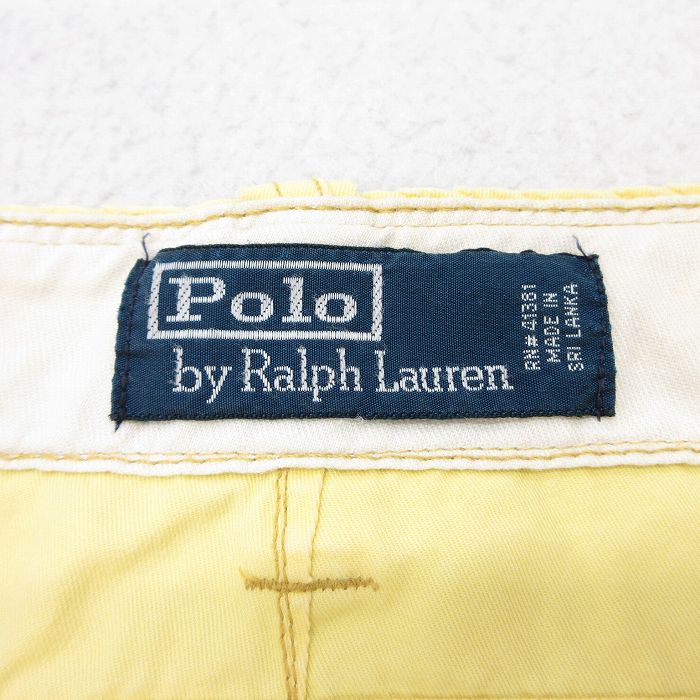 Polo
by Ralph Lauren
RN# 41381
MADE IN
SRI LANKA